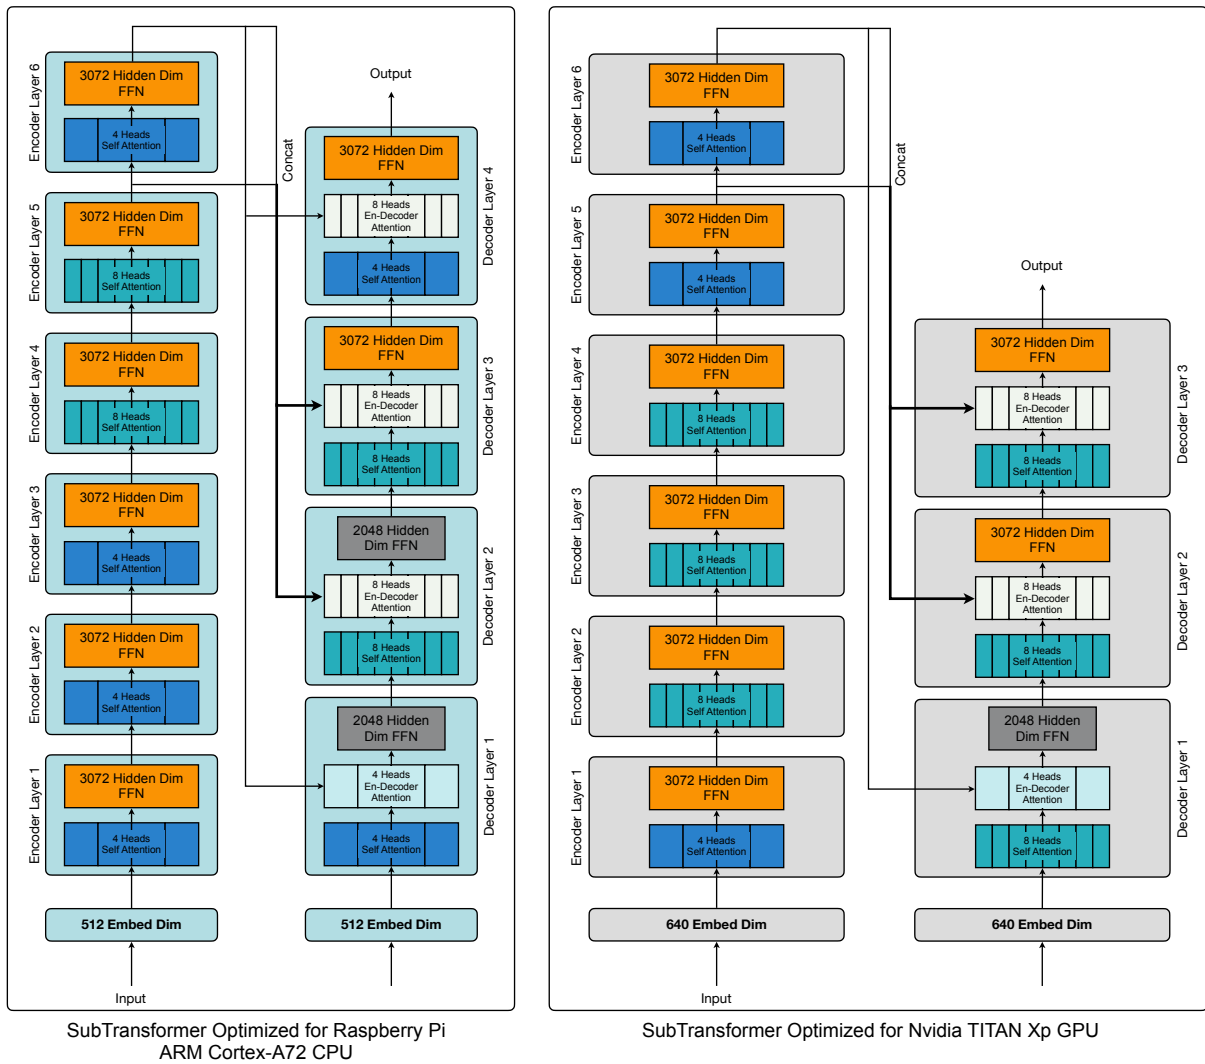 Encoder Layer 6
3072 Hidden Dim
FFN
4 Heads
Self Attention
Encoder Layer 5
3072 Hidden Dim
FFN
8 Heads
Self Attention
Encoder Layer 4
3072 Hidden Dim
FFN
8 Heads
Self Attention
Encoder Layer 3
3072 Hidden Dim
FFN
4 Heads
Self Attention
Encoder Layer 2
3072 Hidden Dim
FFN
4 Heads
Self Attention
Encoder Layer 1
3072 Hidden Dim
FFN
4 Heads
Self Attention
512 Embed Dim
Input
Concat
Output
Decoder Layer 4
3072 Hidden Dim
FFN
8 Heads
En-Decoder
Attention
4 Heads
Self Attention
Decoder Layer 3
3072 Hidden Dim
FFN
8 Heads
En-Decoder
Attention
8 Heads
Self Attention
Decoder Layer 2
2048 Hidden
Dim FFN
8 Heads
En-Decoder
Attention
8 Heads
Self Attention
Decoder Layer 1
2048 Hidden
Dim FFN
4 Heads
En-Decoder
Attention
4 Heads
Self Attention
512 Embed Dim
SubTransformer Optimized for Raspberry Pi
ARM Cortex-A72 CPU
Encoder Layer 6
3072 Hidden Dim
FFN
4 Heads
Self Attention
Encoder Layer 5
3072 Hidden Dim
FFN
4 Heads
Self Attention
Encoder Layer 4
3072 Hidden Dim
FFN
8 Heads
Self Attention
Encoder Layer 3
3072 Hidden Dim
FFN
8 Heads
Self Attention
Encoder Layer 2
3072 Hidden Dim
FFN
8 Heads
Self Attention
Encoder Layer 1
3072 Hidden Dim
FFN
4 Heads
Self Attention
640 Embed Dim
Input
Concat
Output
Decoder Layer 3
3072 Hidden Dim
FFN
8 Heads
En-Decoder
Attention
8 Heads
Self Attention
Decoder Layer 2
3072 Hidden Dim
FFN
8 Heads
En-Decoder
Attention
8 Heads
Self Attention
Decoder Layer 1
2048 Hidden
Dim FFN
4 Heads
En-Decoder
Attention
8 Heads
Self Attention
640 Embed Dim
SubTransformer Optimized for Nvidia TITAN Xp GPU